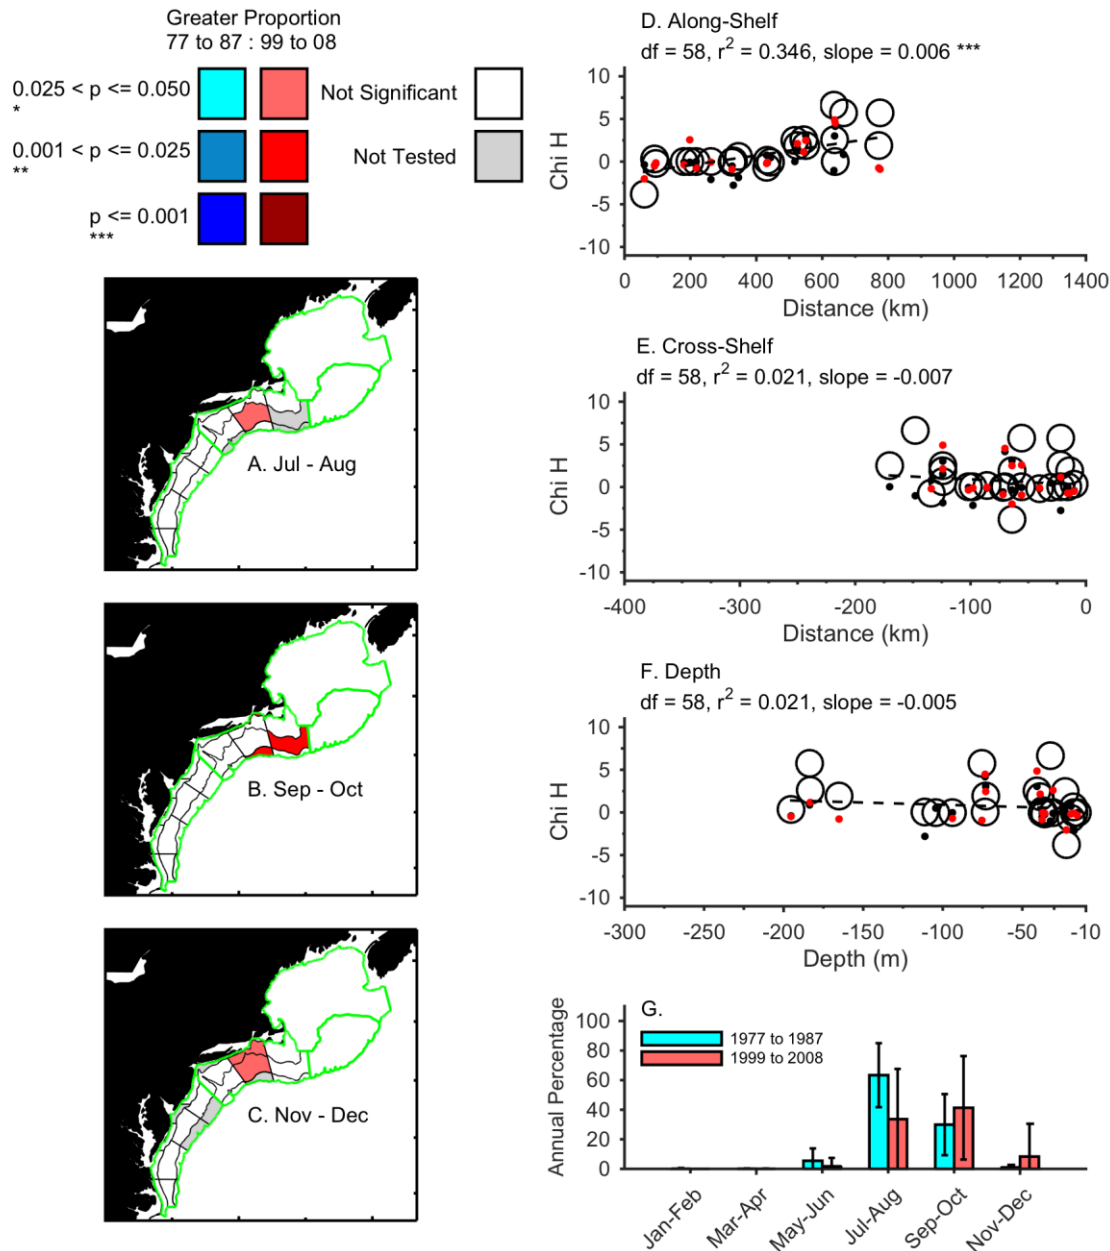 Greater Proportion
77 to 87 : 99 to 08
0.025 < p <= 0.050
*
0.001 < p <= 0.025
**
p <= 0.001
***
Not Significant
Not Tested
A. Jul - Aug
B. Sep - Oct
C. Nov - Dec
D. Along-Shelf
df = 58, r² = 0.346, slope = 0.006 ***
Chi H
10
5
0
-5
-10
0 200 400 600 800 1000 1200 1400
Distance (km)
E. Cross-Shelf
df = 58, r² = 0.021, slope = -0.007
Chi H
10
5
0
-5
-10
-400 -300 -200 -100 0
Distance (km)
F. Depth
df = 58, r² = 0.021, slope = -0.005
Chi H
10
5
0
-5
-10
-300 -250 -200 -150 -100 -50 -10
Depth (m)
G.
1977 to 1987
1999 to 2008
Annual Percentage
100
80
60
40
20
0
Jan-Feb Mar-Apr May-Jun Jul-Aug Sep-Oct Nov-Dec